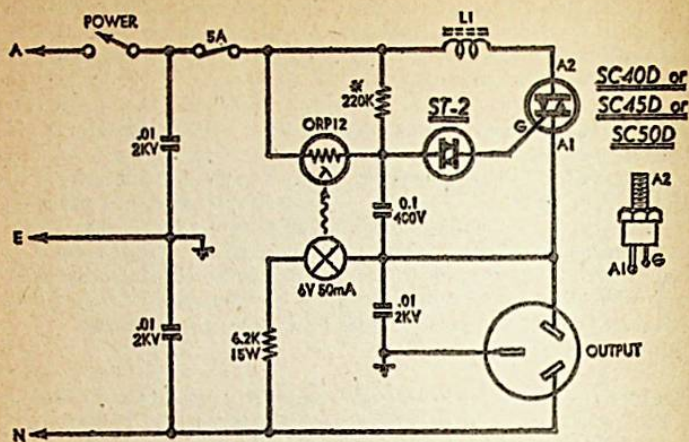 POWER
A
5A
L1
.01
2KV
220K
ORP12
ST-2
A2
G
A1
SC40D or
SC45D or
SC50D
A2
A1
G
0.1
400V
E
6V 50mA
.01
2KV
.01
2KV
6.2K
15W
OUTPUT
N